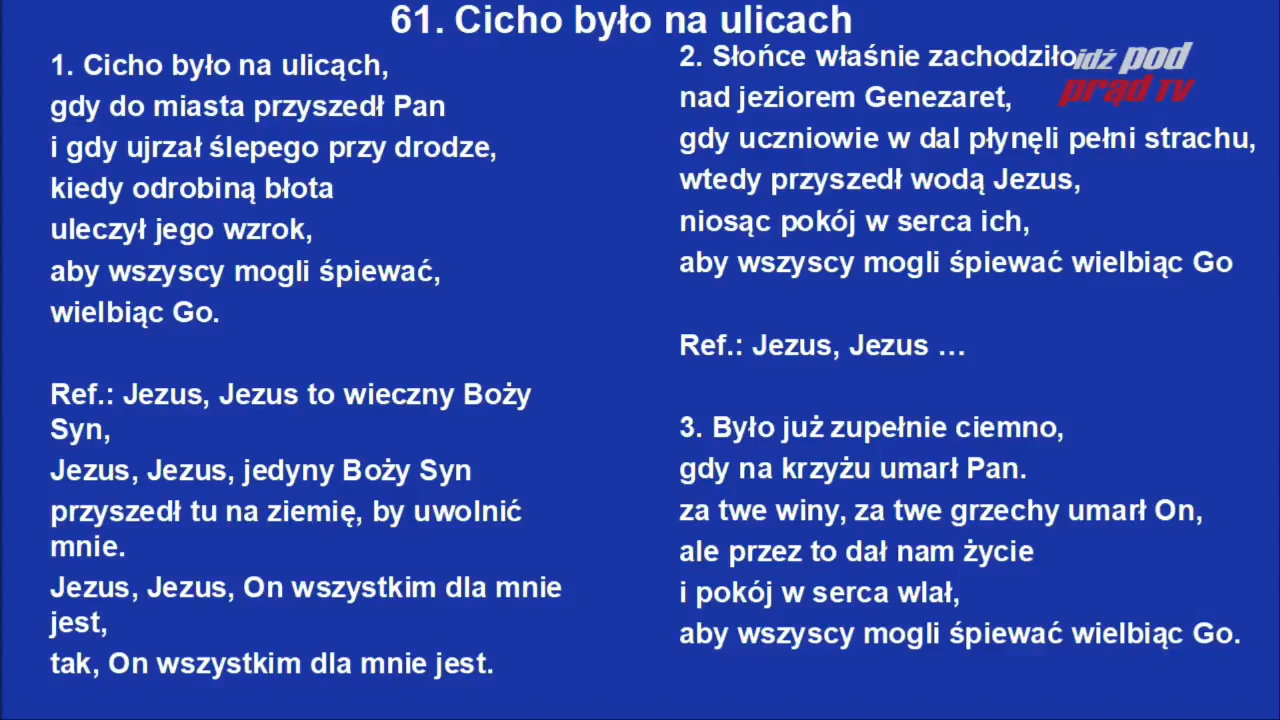 61. Cicho było na ulicach
1. Cicho było na ulicąch,
gdy do miasta przyszedł Pan
i gdy ujrzał ślepego przy drodze,
kiedy odrobiną błota
uleczył jego wzrok,
aby wszyscy mogli śpiewać,
wielbiąc Go.
Ref.: Jezus, Jezus to wieczny Boży
Syn,
Jezus, Jezus, jedyny Boży Syn
przyszedł tu na ziemię, by uwolnić
mnie.
Jezus, Jezus, On wszystkim dla mnie
jest,
tak, On wszystkim dla mnie jest.
2. Słońce właśnie zachodziło
nad jeziorem Genezaret,
gdy uczniowie w dal płynęli pełni strachu,
wtedy przyszedł wodą Jezus,
niosąc pokój w serca ich,
aby wszyscy mogli śpiewać wielbiąc Go
Ref.: Jezus, Jezus …
3. Było już zupełnie ciemno,
gdy na krzyżu umarł Pan.
za twe winy, za twe grzechy umarł On,
ale przez to dał nam życie
i pokój w serca wlał,
aby wszyscy mogli śpiewać wielbiąc Go.
idź pod
prąd TV